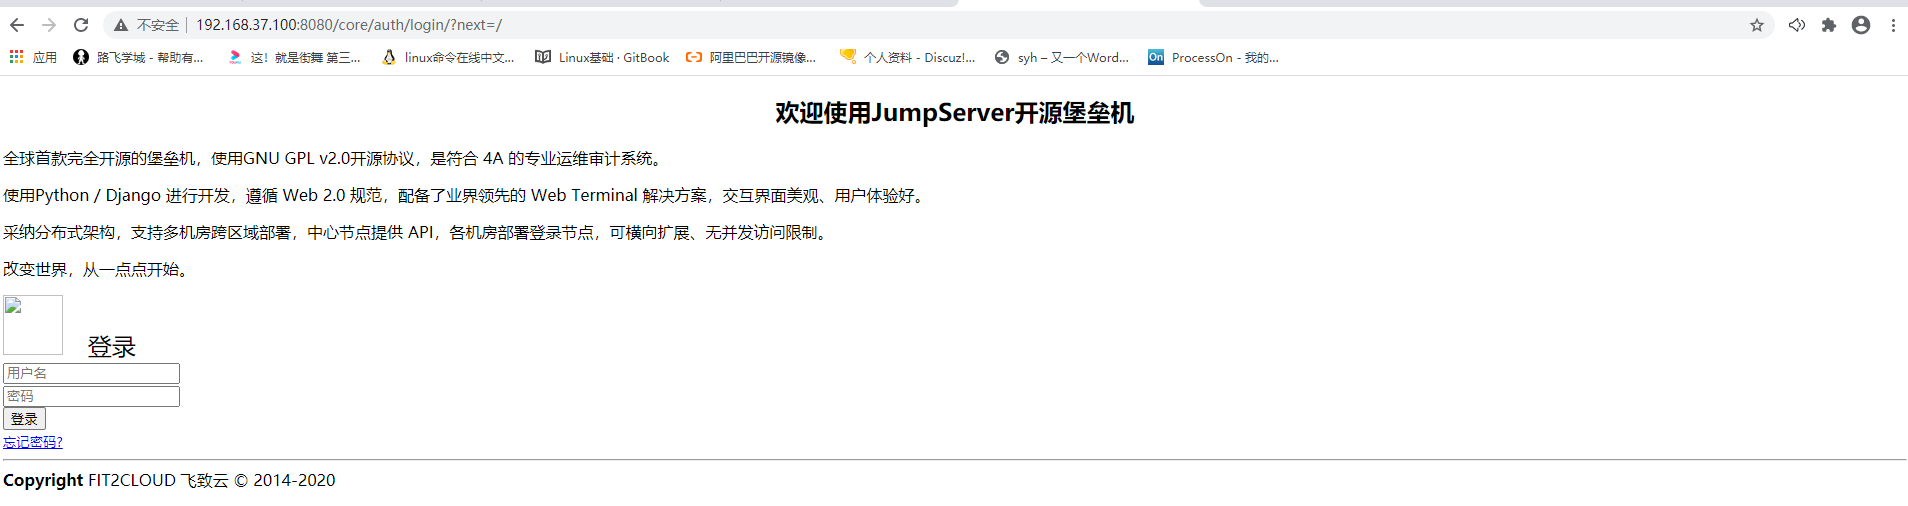 不安全 192.168.37.100:8080/core/auth/login/?next=/
应用 路飞学城 - 帮助有... 这！就是街舞 第三... linux命令在线中文... Linux基础 · GitBook 阿里巴巴开源镜像... 个人资料 - Discuz!... syh – 又一个Word... On ProcessOn - 我的...
欢迎使用JumpServer开源堡垒机
全球首款完全开源的堡垒机，使用GNU GPL v2.0开源协议，是符合 4A 的专业运维审计系统。
使用Python / Django 进行开发，遵循 Web 2.0 规范，配备了业界领先的 Web Terminal 解决方案，交互界面美观、用户体验好。
采纳分布式架构，支持多机房跨区域部署，中心节点提供 API，各机房部署登录节点，可横向扩展、无并发访问限制。
改变世界，从一点点开始。
登录
用户名
密码
登录
忘记密码?
Copyright FIT2CLOUD 飞致云 © 2014-2020